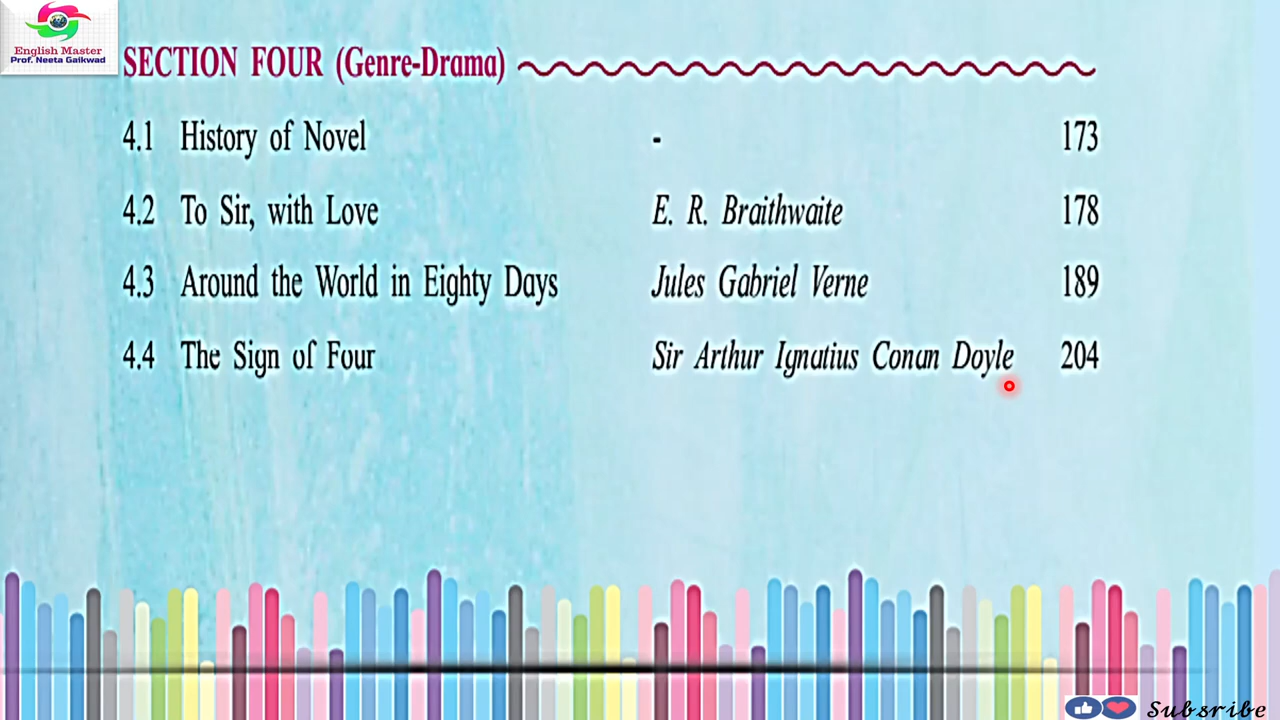 English Master
Prof. Neeta Gaikwad
SECTION FOUR (Genre-Drama)
4.1 History of Novel - 173
4.2 To Sir, with Love E. R. Braithwaite 178
4.3 Around the World in Eighty Days Jules Gabriel Verne 189
4.4 The Sign of Four Sir Arthur Ignatius Conan Doyle 204
Subsribe